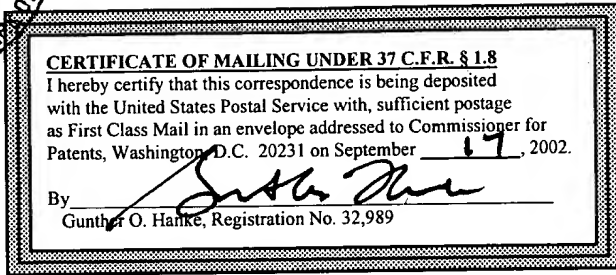 CERTIFICATE OF MAILING UNDER 37 C.F.R. § 1.8
I hereby certify that this correspondence is being deposited
with the United States Postal Service with, sufficient postage
as First Class Mail in an envelope addressed to Commissioner for
Patents, Washington, D.C. 20231 on September 17, 2002.
By
Gunther O. Hanke, Registration No. 32,989